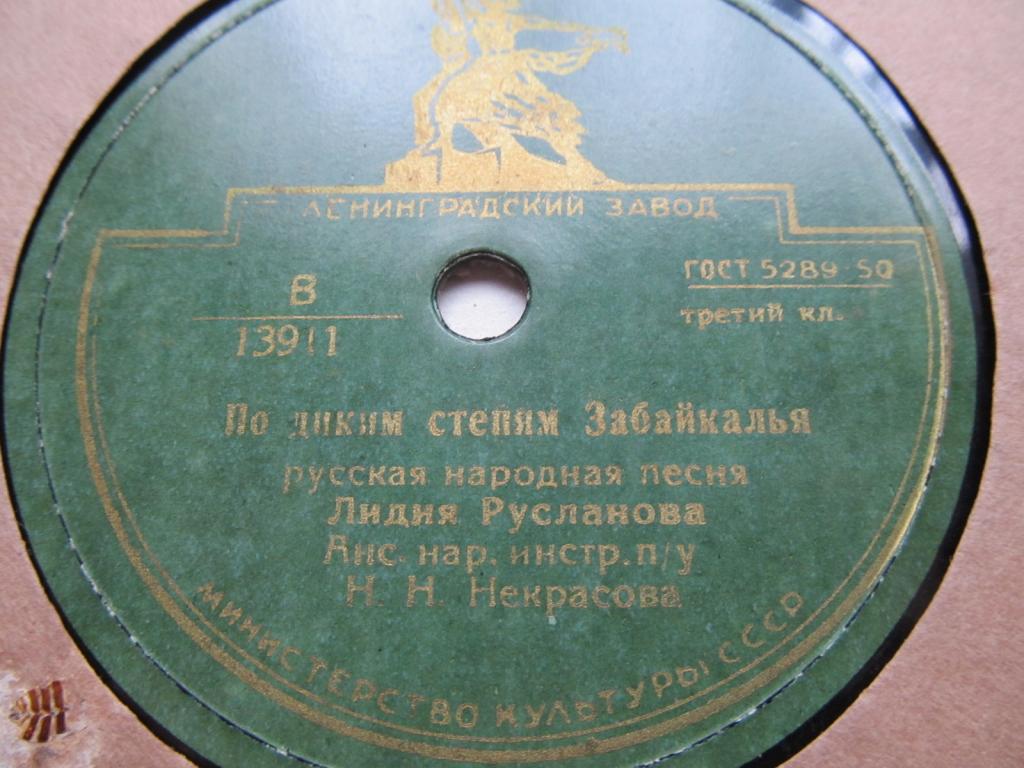 ЛЕНИНГРАДСКИЙ ЗАВОД
В
13911
ГОСТ 5289-50
третий кл.
По диким степям Забайкалья
русская народная песня
Лидия Русланова
Анс. нар. инстр. п/у
Н. Н. Некрасова
МИНИСТЕРСТВО КУЛЬТУРЫ СССР